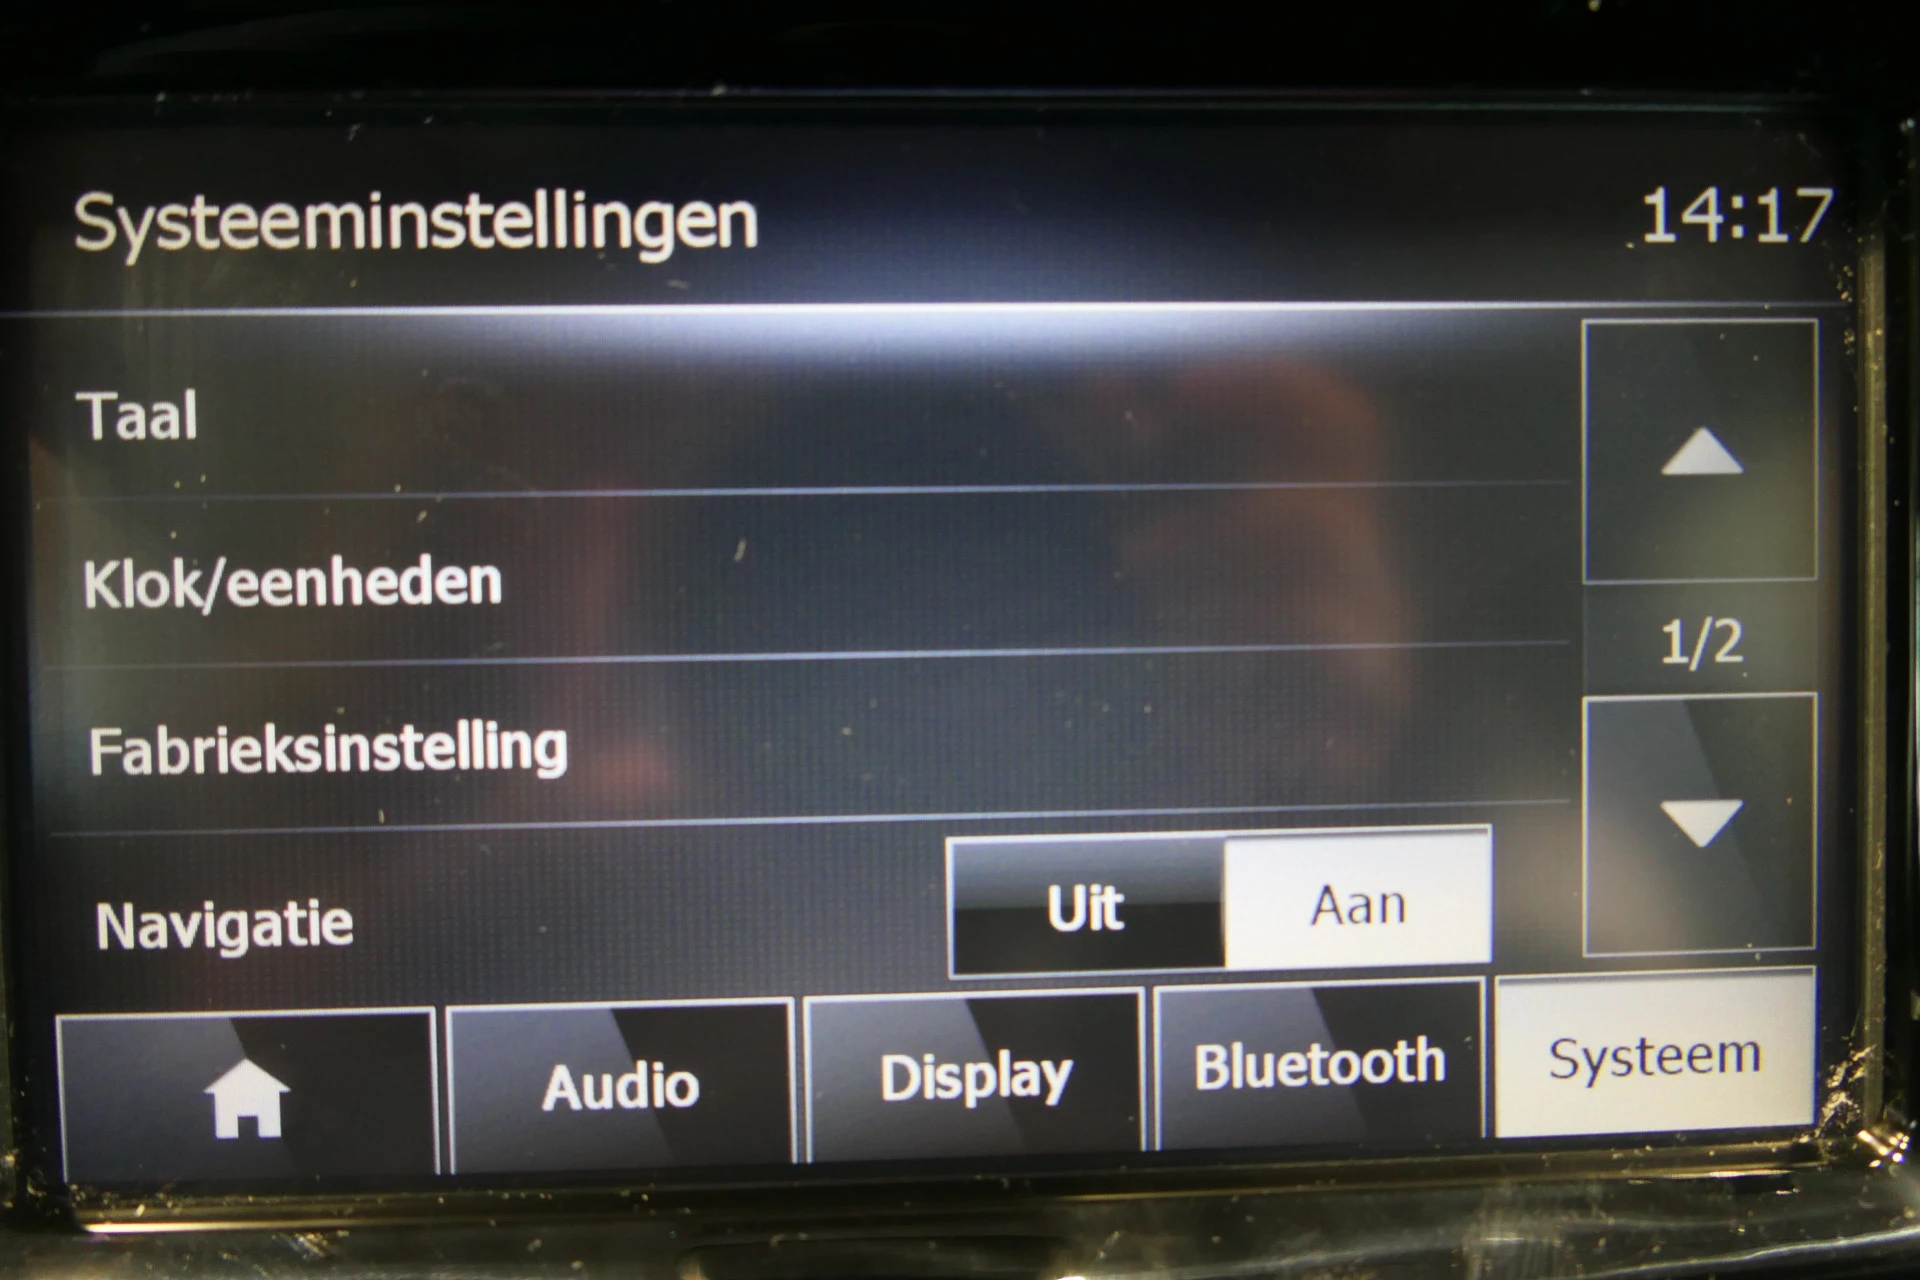 Systeeminstellingen 14:17
Taal
Klok/eenheden
1/2
Fabrieksinstelling
Navigatie Uit Aan
Audio Display Bluetooth Systeem